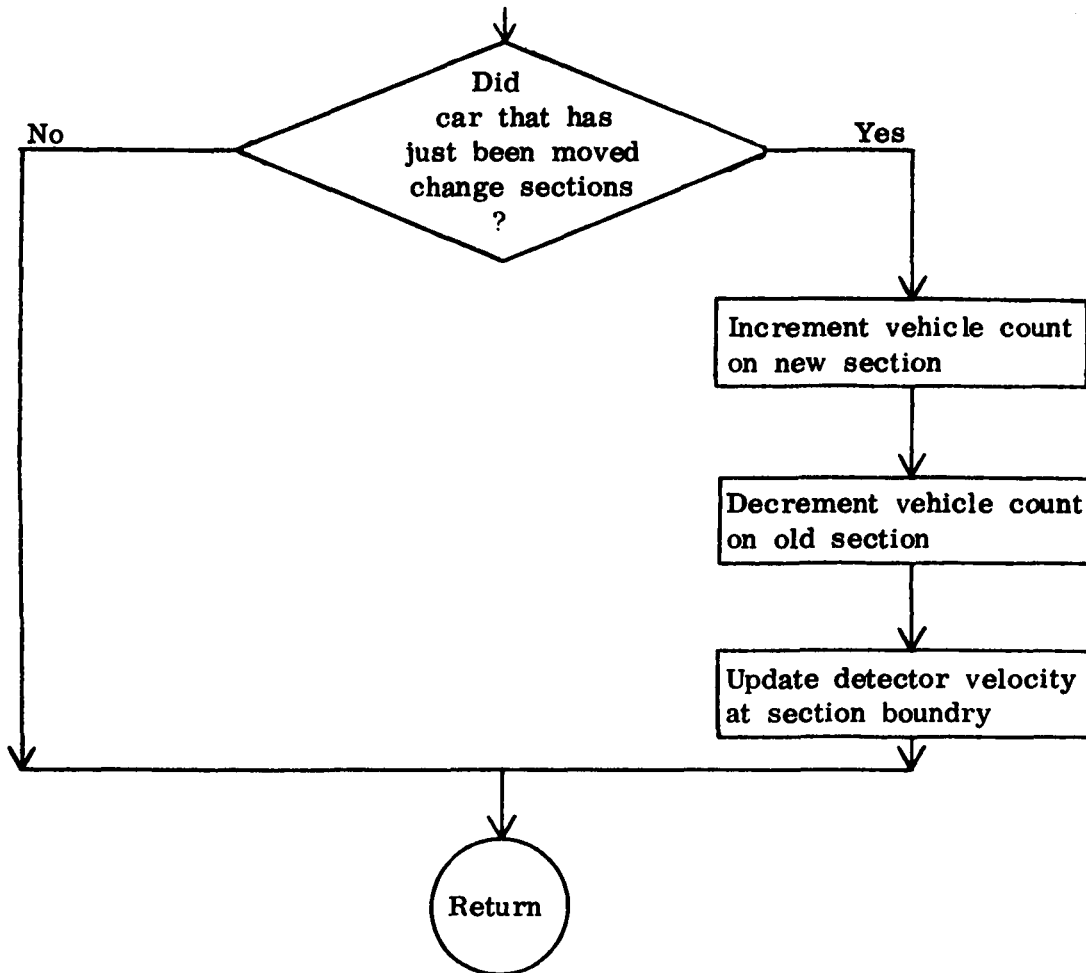 Did
car that has
just been moved
change sections
?
No
Yes
Increment vehicle count
on new section
Decrement vehicle count
on old section
Update detector velocity
at section boundry
Return